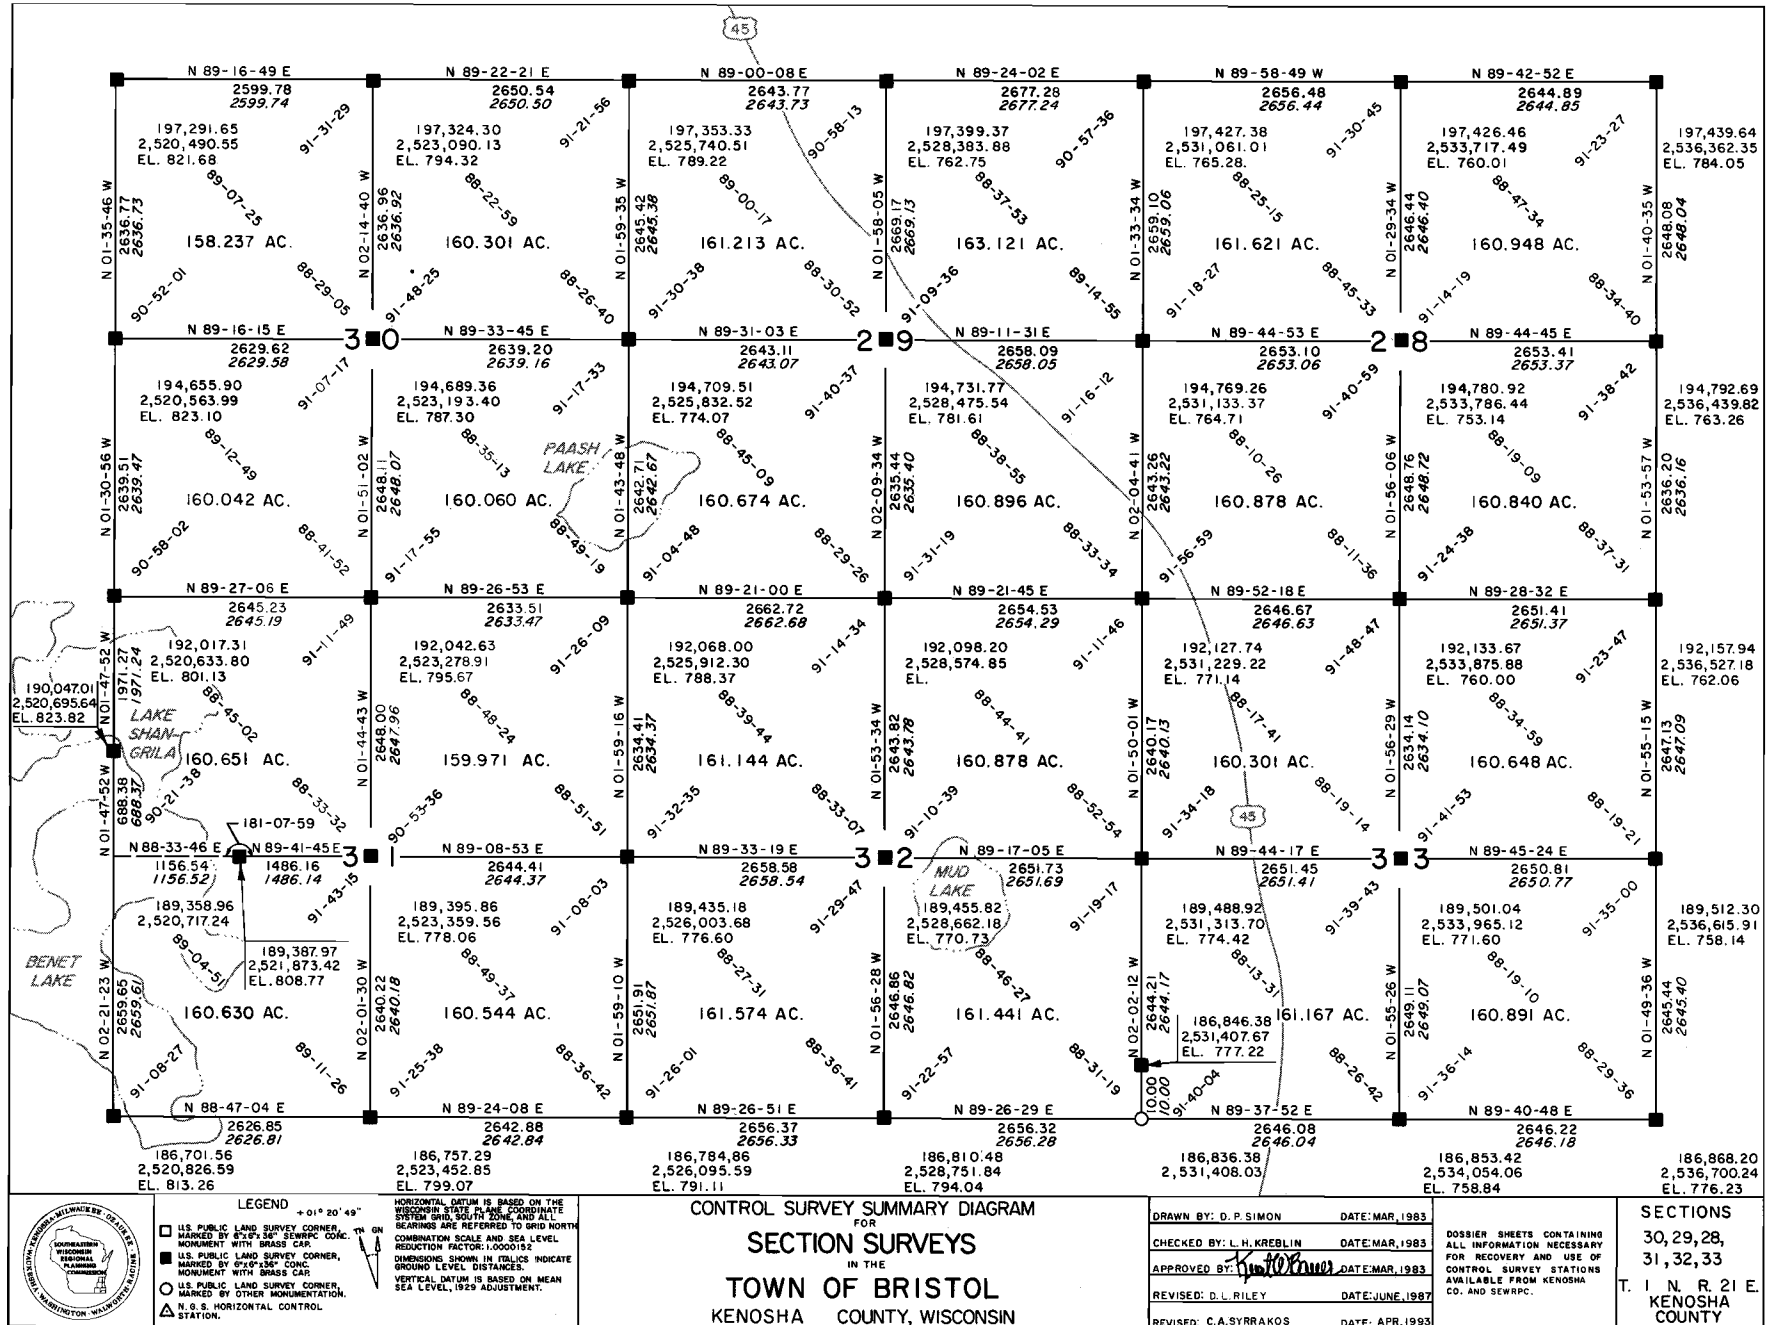 45
N 89-16-49 E
2599.78
2599.74
N 89-22-21 E
2650.54
2650.50
N 89-00-08 E
2643.77
2643.73
N 89-24-02 E
2677.28
2677.24
N 89-58-49 W
2656.48
2656.44
N 89-42-52 E
2644.89
2644.85
197,291.65
2,520,490.55
EL. 821.68
91-31-29
197,324.30
2,523,090.13
EL. 794.32
91-21-56
197,353.33
2,525,740.51
EL. 789.22
90-58-13
197,399.37
2,528,383.88
EL. 762.75
90-57-36
197,427.38
2,531,061.01
EL. 765.28
91-30-45
197,426.46
2,533,717.49
EL. 760.01
91-23-27
197,439.64
2,536,362.35
EL. 784.05
N 01-35-46 W
2636.77
2636.73
89-07-25
158.237 AC.
90-52-01
88-29-05
N 02-14-40 W
2636.96
2636.92
88-22-59
160.301 AC.
91-48-25
88-26-40
N 01-59-35 W
2645.42
2645.38
89-00-17
161.213 AC.
91-30-38
88-30-52
N 01-58-05 W
2669.17
2669.13
88-37-53
163.121 AC.
91-09-36
89-14-55
N 01-33-34 W
2659.10
2659.06
88-25-15
161.621 AC.
91-18-27
88-45-33
N 01-29-34 W
2646.44
2646.40
88-47-34
160.948 AC.
91-14-19
88-34-40
N 01-40-35 W
2648.08
2648.04
N 89-16-15 E
2629.62
2629.58
30
N 89-33-45 E
2639.20
2639.16
N 89-31-03 E
2643.11
2643.07
29
N 89-11-31 E
2658.09
2658.05
N 89-44-53 E
2653.10
2653.06
28
N 89-44-45 E
2653.41
2653.37
194,655.90
2,520,563.99
EL. 823.10
91-07-17
194,689.36
2,523,193.40
EL. 787.30
91-17-33
194,709.51
2,525,832.52
EL. 774.07
91-40-37
194,731.77
2,528,475.54
EL. 781.61
91-16-12
194,769.26
2,531,133.37
EL. 764.71
91-40-59
194,780.92
2,533,786.44
EL. 753.14
91-38-42
194,792.69
2,536,439.82
EL. 763.26
PAASH
LAKE
N 01-30-56 W
2639.51
2639.47
89-12-49
160.042 AC.
90-58-02
88-41-52
N 01-51-02 W
2648.11
2648.07
88-35-13
160.060 AC.
91-17-55
88-49-19
N 01-43-48 W
2642.71
2642.67
88-45-09
160.674 AC.
91-04-48
88-29-26
N 02-09-34 W
2635.44
2635.40
88-38-55
160.896 AC.
91-31-19
88-33-34
N 02-04-41 W
2643.26
2643.22
88-10-26
160.878 AC.
91-56-59
88-11-36
N 01-56-06 W
2648.76
2648.72
88-19-09
160.840 AC.
91-24-38
88-37-31
N 01-53-57 W
2636.20
2636.16
N 89-27-06 E
2645.23
2645.19
N 89-26-53 E
2633.51
2633.47
N 89-21-00 E
2662.72
2662.68
N 89-21-45 E
2654.53
2654.29
N 89-52-18 E
2646.67
2646.63
N 89-28-32 E
2651.41
2651.37
192,017.31
2,520,633.80
EL. 801.13
91-11-49
192,042.63
2,523,278.91
EL. 795.67
91-26-09
192,068.00
2,525,912.30
EL. 788.37
91-14-34
192,098.20
2,528,574.85
EL.
91-11-46
192,127.74
2,531,229.22
EL. 771.14
91-48-47
192,133.67
2,533,875.88
EL. 760.00
91-23-47
192,157.94
2,536,527.18
EL. 762.06
190,047.01
2,520,695.64
EL. 823.82
LAKE
SHAN-
GRILA
N 01-47-52 W
1971.27
1971.24
N 01-47-52 W
688.38
688.37
88-45-02
160.651 AC.
90-21-38
88-33-32
181-07-59
N 01-44-43 W
2648.00
2647.96
88-48-24
159.971 AC.
90-53-36
88-51-51
N 01-59-16 W
2634.41
2634.37
88-39-44
161.144 AC.
91-32-35
88-33-07
N 01-53-34 W
2643.82
2643.78
88-44-41
160.878 AC.
91-10-39
88-52-54
N 01-50-01 W
2640.17
2640.13
88-17-41
160.301 AC.
91-34-18
88-19-14
45
N 01-56-29 W
2634.14
2634.10
88-34-59
160.648 AC.
91-41-53
88-19-21
N 01-55-15 W
2647.13
2647.09
N 88-33-46 E
1156.54
1156.52
N 89-41-45 E
1486.16
1486.14
31
N 89-08-53 E
2644.41
2644.37
N 89-33-19 E
2658.58
2658.54
32
N 89-17-05 E
2651.73
2651.69
N 89-44-17 E
2651.45
2651.41
33
N 89-45-24 E
2650.81
2650.77
MUD
LAKE
189,358.96
2,520,717.24
91-43-15
189,387.97
2,521,873.42
EL. 808.77
189,395.86
2,523,359.56
EL. 778.06
91-08-03
189,435.18
2,526,003.68
EL. 776.60
91-29-47
189,455.82
2,528,662.18
EL. 770.73
91-19-17
189,488.92
2,531,313.70
EL. 774.42
91-39-43
189,501.04
2,533,965.12
EL. 771.60
91-35-00
189,512.30
2,536,615.91
EL. 758.14
BENET
LAKE
N 02-21-23 W
2659.65
2659.61
89-04-51
160.630 AC.
91-08-27
89-11-26
N 02-01-30 W
2640.22
2640.18
88-49-37
160.544 AC.
91-25-38
88-36-42
N 01-59-10 W
2651.91
2651.87
88-27-31
161.574 AC.
91-26-01
88-36-41
N 01-56-28 W
2646.86
2646.82
88-46-27
161.441 AC.
91-22-57
88-31-19
N 02-02-12 W
2644.21
2644.17
88-13-31
161.167 AC.
186,846.38
2,531,407.67
EL. 777.22
10.00
10.00
91-40-04
88-26-42
N 01-55-26 W
2649.11
2649.07
88-19-10
160.891 AC.
91-36-14
88-29-36
N 01-49-36 W
2645.44
2645.40
N 88-47-04 E
2626.85
2626.81
N 89-24-08 E
2642.88
2642.84
N 89-26-51 E
2656.37
2656.33
N 89-26-29 E
2656.32
2656.28
N 89-37-52 E
2646.08
2646.04
N 89-40-48 E
2646.22
2646.18
186,701.56
2,520,826.59
EL. 813.26
186,757.29
2,523,452.85
EL. 799.07
186,784.86
2,526,095.59
EL. 791.11
186,810.48
2,528,751.84
EL. 794.04
186,836.38
2,531,408.03
186,853.42
2,534,054.06
EL. 758.84
186,868.20
2,536,700.24
EL. 776.23
SOUTHEASTERN
WISCONSIN
REGIONAL
PLANNING
COMMISSION
KENOSHA MILWAUKEE OZAUKEE RACINE WALWORTH WASHINGTON WAUKESHA
LEGEND
+01° 20' 49"
TN GN
U.S. PUBLIC LAND SURVEY CORNER, MARKED BY 6"x6"x36" SEWRPC CONC. MONUMENT WITH BRASS CAP.
U.S. PUBLIC LAND SURVEY CORNER, MARKED BY 6"x6"x36" CONC. MONUMENT WITH BRASS CAP.
U.S. PUBLIC LAND SURVEY CORNER, MARKED BY OTHER MONUMENTATION.
N. G. S. HORIZONTAL CONTROL STATION.
HORIZONTAL DATUM IS BASED ON THE
WISCONSIN STATE PLANE COORDINATE
SYSTEM GRID, SOUTH ZONE, AND ALL
BEARINGS ARE REFERRED TO GRID NORTH
COMBINATION SCALE AND SEA LEVEL
REDUCTION FACTOR: 1.0000152
DIMENSIONS SHOWN IN ITALICS INDICATE
GROUND LEVEL DISTANCES.
VERTICAL DATUM IS BASED ON MEAN
SEA LEVEL, 1929 ADJUSTMENT.
CONTROL SURVEY SUMMARY DIAGRAM
FOR
SECTION SURVEYS
IN THE
TOWN OF BRISTOL
KENOSHA COUNTY, WISCONSIN
DRAWN BY: D. P. SIMON DATE: MAR, 1983
CHECKED BY: L. H. KREBLIN DATE: MAR, 1983
APPROVED BY: Kurt W Bauer DATE: MAR, 1983
REVISED: D. L. RILEY DATE: JUNE, 1987
REVISED: C.A. SYRRAKOS DATE: APR, 1993
DOSSIER SHEETS CONTAINING
ALL INFORMATION NECESSARY
FOR RECOVERY AND USE OF
CONTROL SURVEY STATIONS
AVAILABLE FROM KENOSHA
CO. AND SEWRPC.
SECTIONS
30,29,28,
31,32,33
T. 1 N. R. 21 E.
KENOSHA
COUNTY